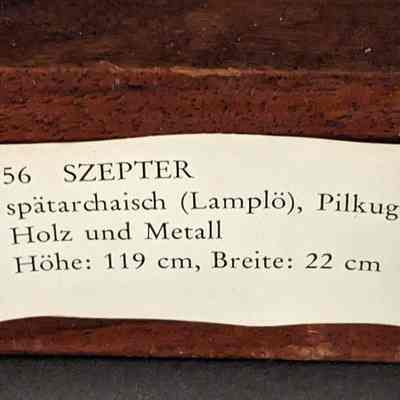 56 SZEPTER
spätarchaisch (Lamplö), Pilkug
Holz und Metall
Höhe: 119 cm, Breite: 22 cm